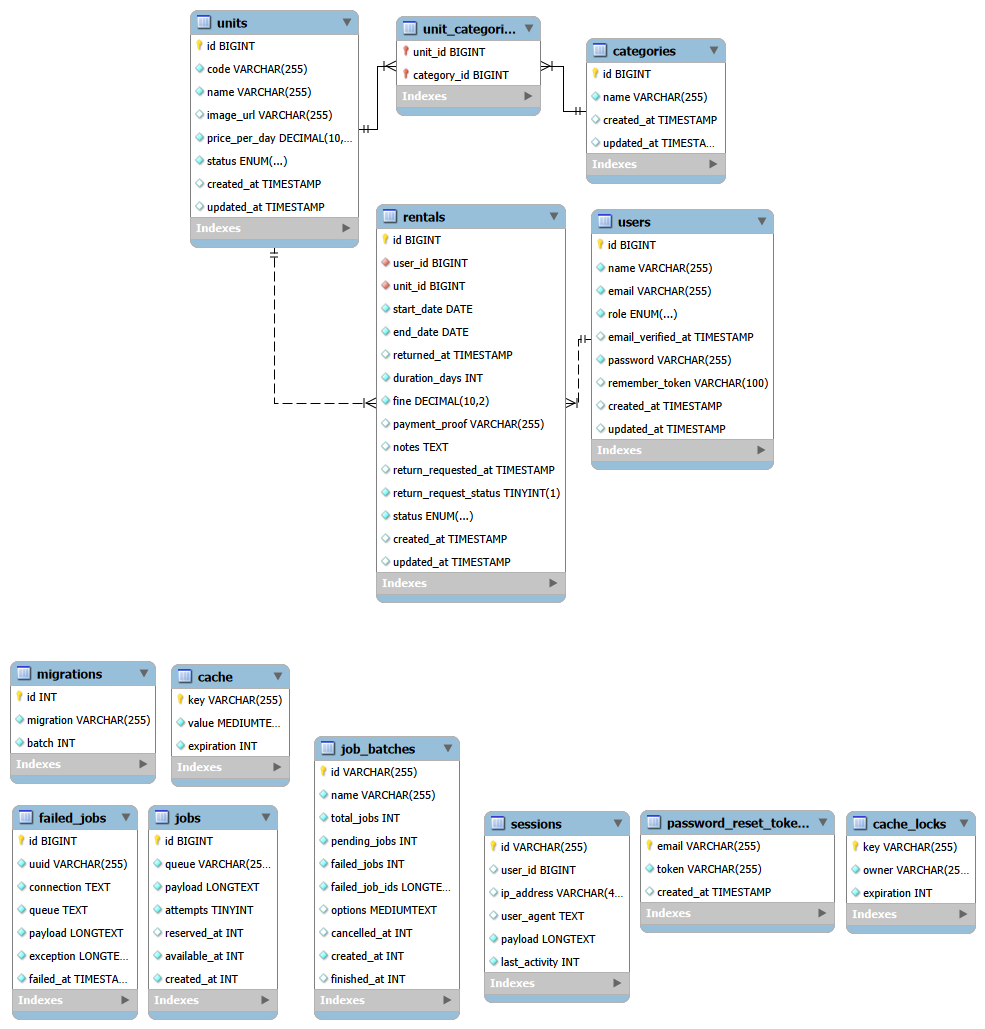 units
id BIGINT
code VARCHAR(255)
name VARCHAR(255)
image_url VARCHAR(255)
price_per_day DECIMAL(10,...
status ENUM(...)
created_at TIMESTAMP
updated_at TIMESTAMP
Indexes
unit_categori...
unit_id BIGINT
category_id BIGINT
Indexes
categories
id BIGINT
name VARCHAR(255)
created_at TIMESTAMP
updated_at TIMESTA...
Indexes
rentals
id BIGINT
user_id BIGINT
unit_id BIGINT
start_date DATE
end_date DATE
returned_at TIMESTAMP
duration_days INT
fine DECIMAL(10,2)
payment_proof VARCHAR(255)
notes TEXT
return_requested_at TIMESTAMP
return_request_status TINYINT(1)
status ENUM(...)
created_at TIMESTAMP
updated_at TIMESTAMP
Indexes
users
id BIGINT
name VARCHAR(255)
email VARCHAR(255)
role ENUM(...)
email_verified_at TIMESTAMP
password VARCHAR(255)
remember_token VARCHAR(100)
created_at TIMESTAMP
updated_at TIMESTAMP
Indexes
migrations
id INT
migration VARCHAR(255)
batch INT
Indexes
cache
key VARCHAR(255)
value MEDIUMTE...
expiration INT
Indexes
failed_jobs
id BIGINT
uuid VARCHAR(255)
connection TEXT
queue TEXT
payload LONGTEXT
exception LONGTE...
failed_at TIMESTA...
Indexes
jobs
id BIGINT
queue VARCHAR(25...
payload LONGTEXT
attempts TINYINT
reserved_at INT
available_at INT
created_at INT
Indexes
job_batches
id VARCHAR(255)
name VARCHAR(255)
total_jobs INT
pending_jobs INT
failed_jobs INT
failed_job_ids LONGTE...
options MEDIUMTEXT
cancelled_at INT
created_at INT
finished_at INT
Indexes
sessions
id VARCHAR(255)
user_id BIGINT
ip_address VARCHAR(4...
user_agent TEXT
payload LONGTEXT
last_activity INT
Indexes
password_reset_toke...
email VARCHAR(255)
token VARCHAR(255)
created_at TIMESTAMP
Indexes
cache_locks
key VARCHAR(255)
owner VARCHAR(25...
expiration INT
Indexes